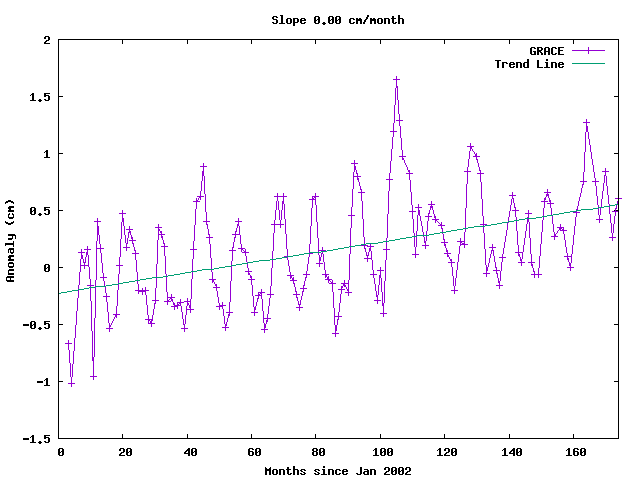 Slope 0.00 cm/month
GRACE
Trend Line
2
1.5
1
0.5
0
-0.5
-1
-1.5
Anomaly (cm)
0 20 40 60 80 100 120 140 160
Months since Jan 2002